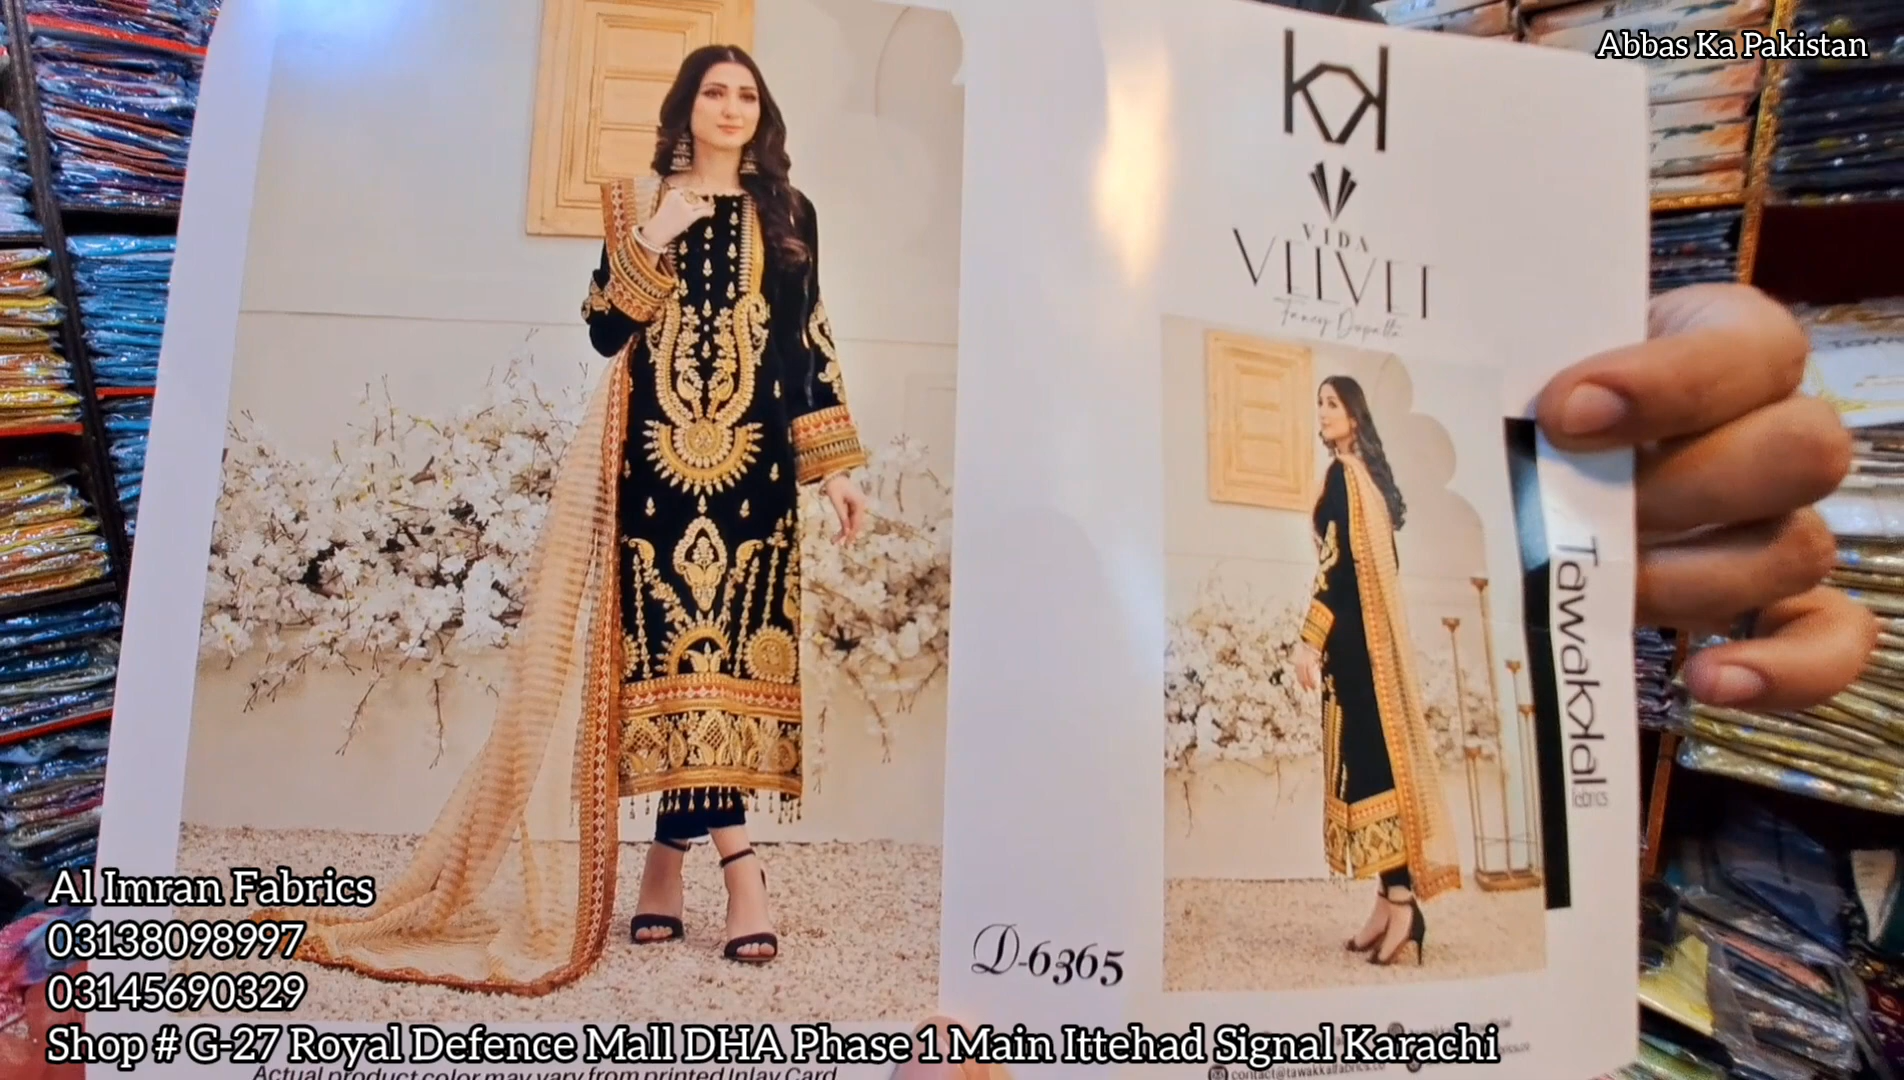 Abbas Ka Pakistan
VIDA
VELVET
Fancy Dupatta
Tawakkal
fabrics
D-6365
Al Imran Fabrics
03138098997
03145690329
Shop # G-27 Royal Defence Mall DHA Phase 1 Main Ittehad Signal Karachi
Actual product color may vary from printed Inlay Card
contact@tawakkalfabrics.co